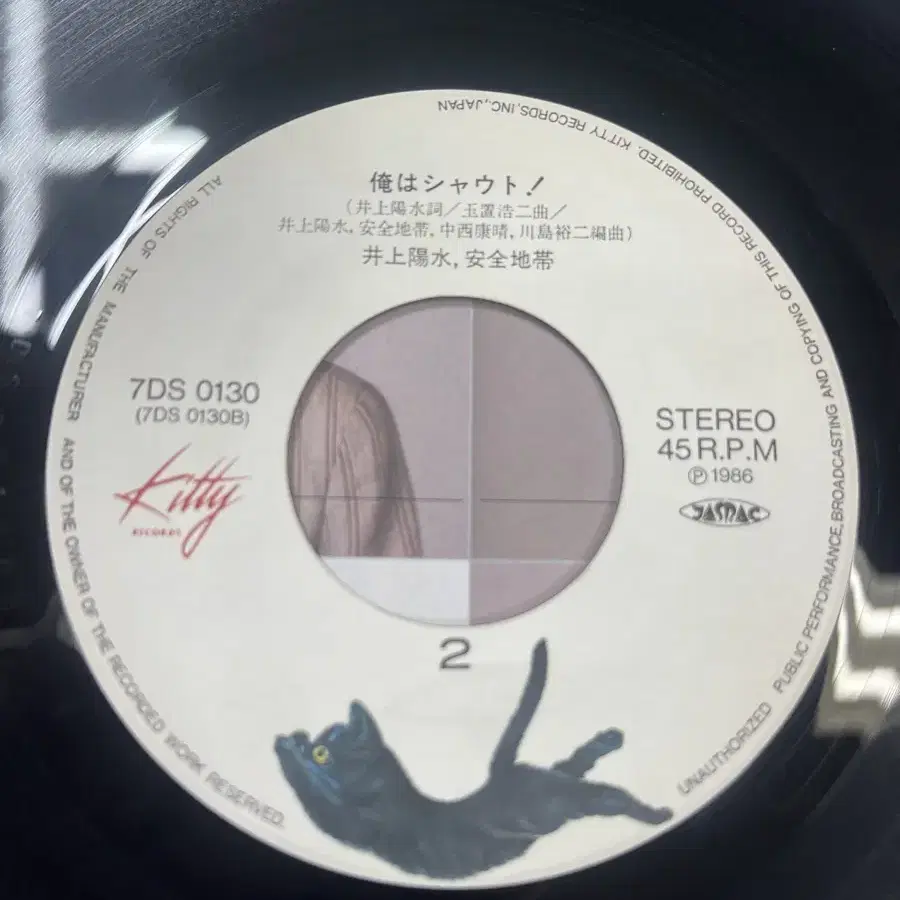 俺はシャウト!
(井上陽水詞/玉置浩二曲/
井上陽水,安全地帯,中西康晴,川島裕二編曲)
井上陽水,安全地帯
7DS 0130
(7DS 0130B)
Kitty
RECORDS
STEREO
45 R.P.M
Ⓟ1986
JASRAC
2
ALL RIGHTS OF THE MANUFACTURER AND OF THE OWNER OF THE RECORDED WORK RESERVED.
UNAUTHORIZED PUBLIC PERFORMANCE, BROADCASTING AND COPYING OF THIS RECORD PROHIBITED. KITTY RECORDS, INC., JAPAN